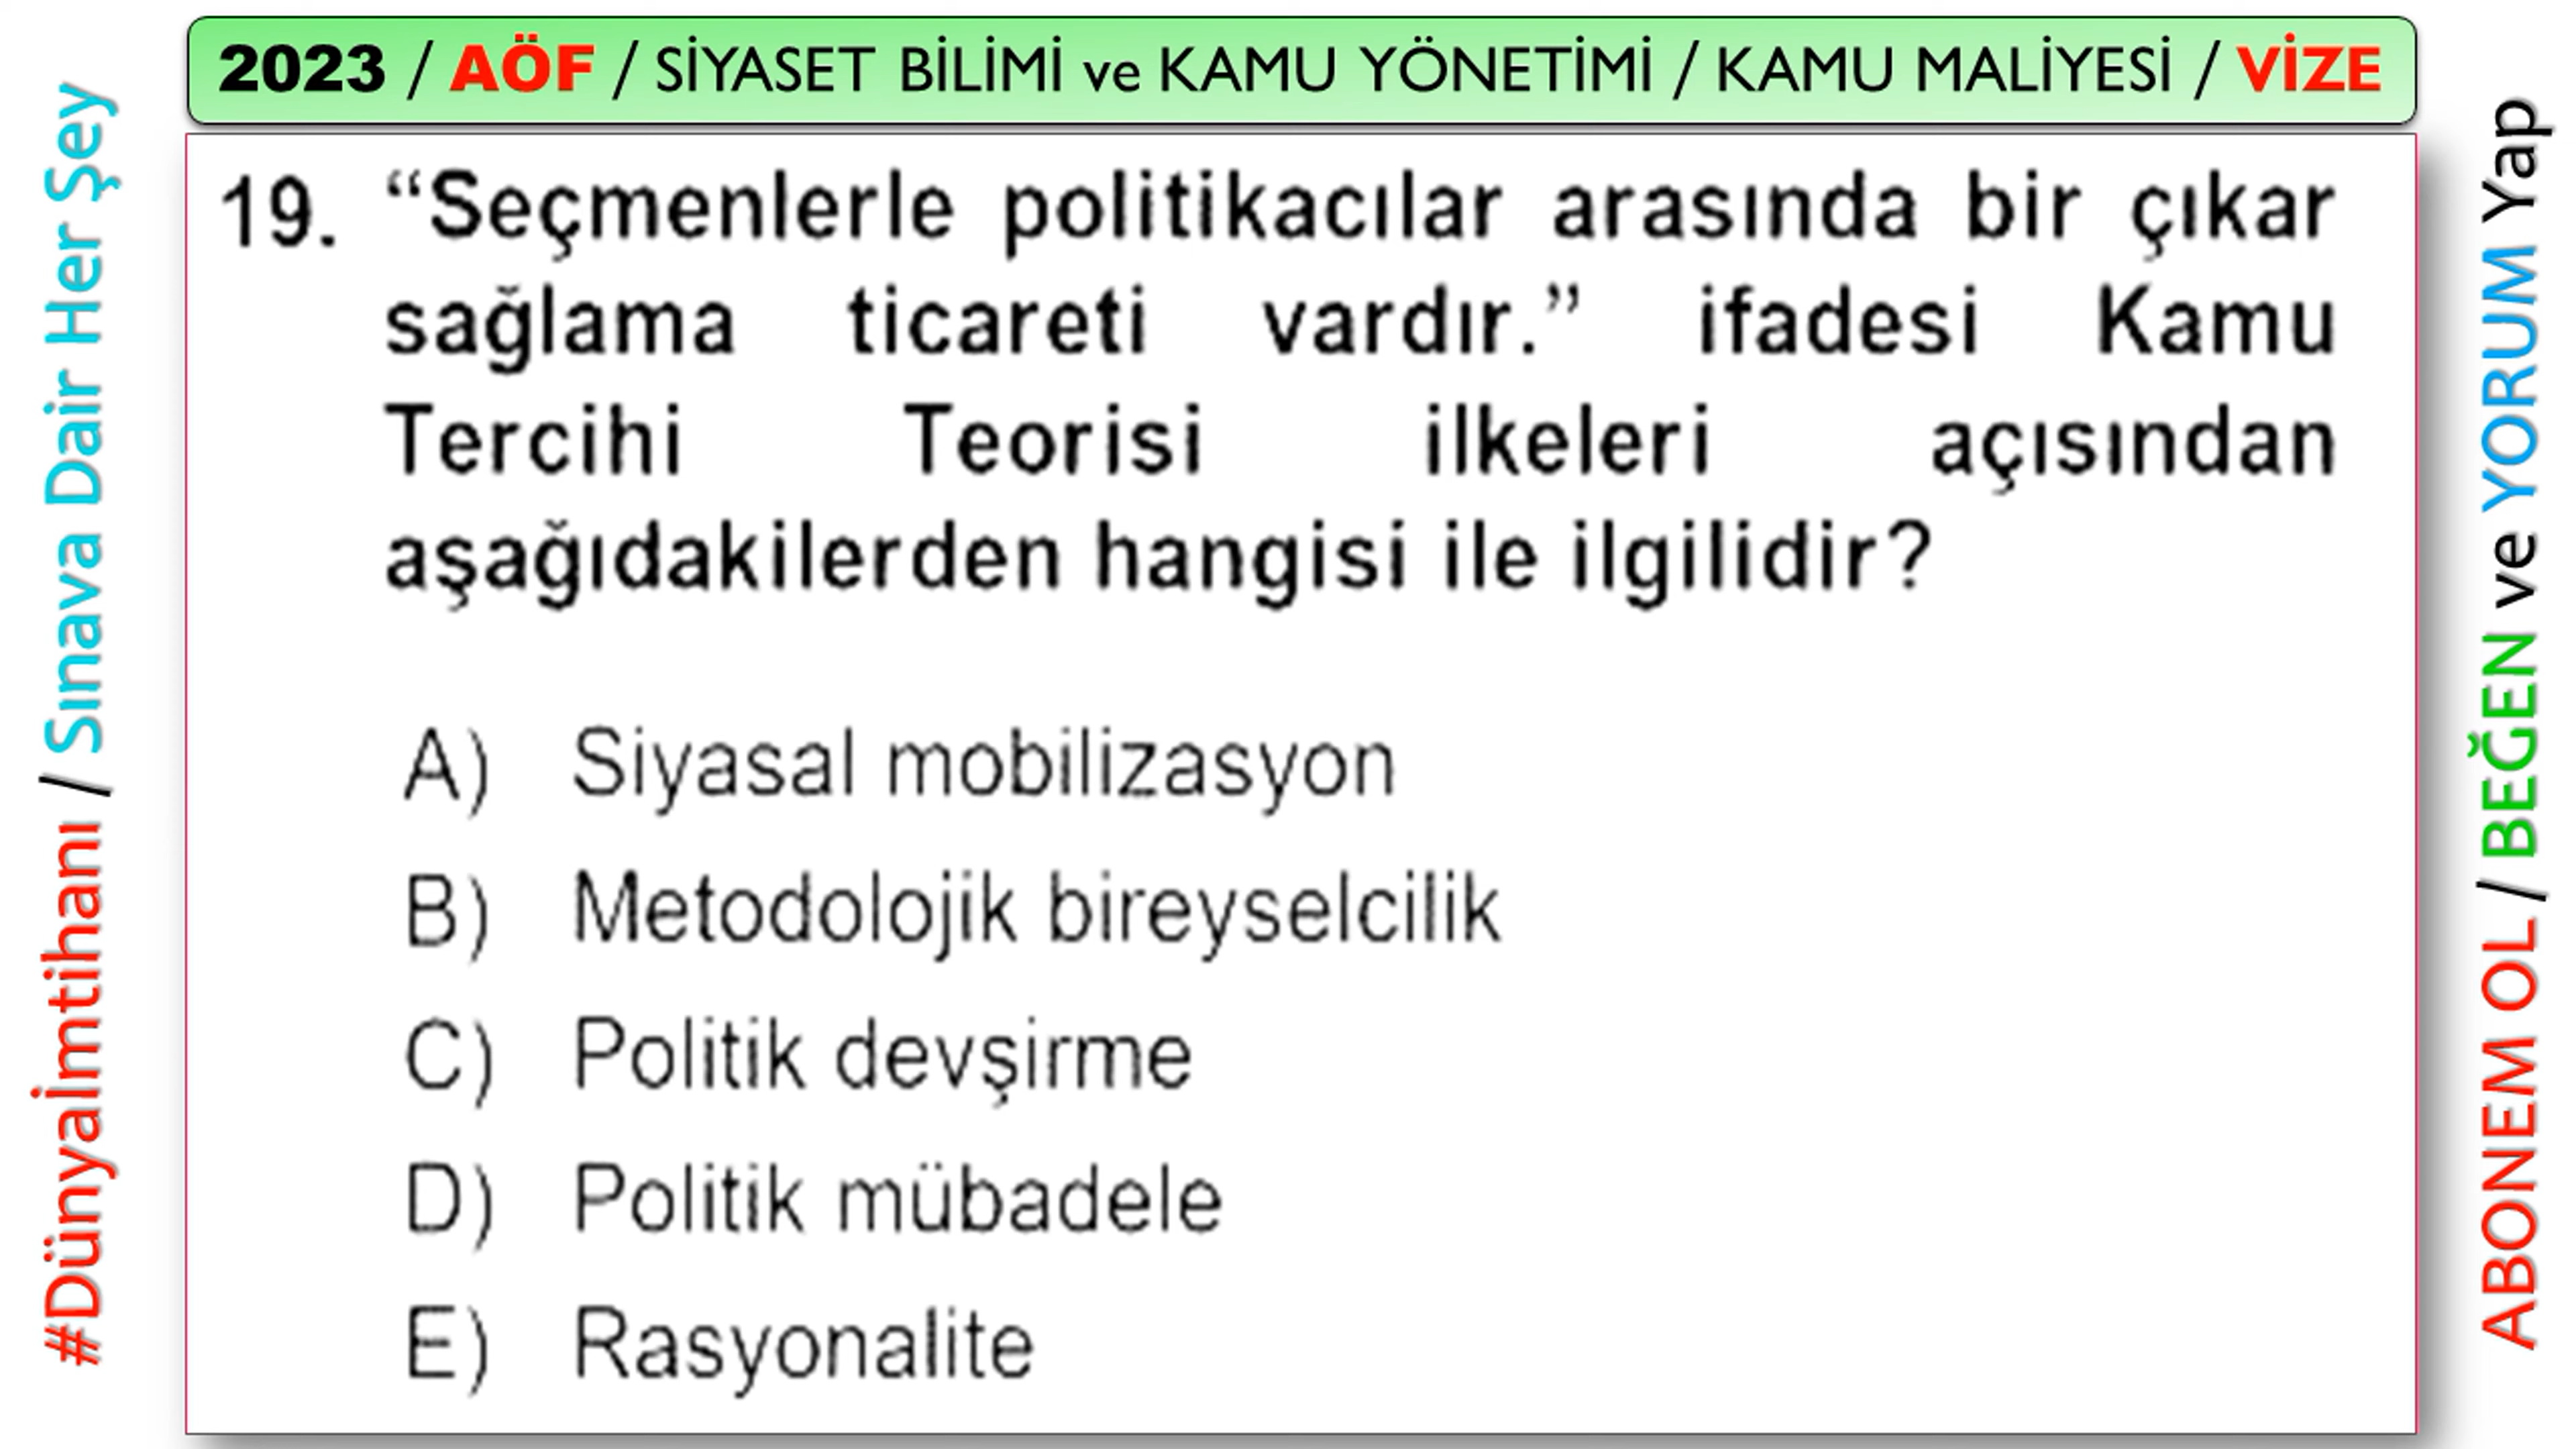 2023 / AÖF / SİYASET BİLİMİ ve KAMU YÖNETİMİ / KAMU MALİYESİ / VİZE
#Dünyaİmtihanı / Sınava Dair Her Şey
19. “Seçmenlerle politikacılar arasında bir çıkar
sağlama ticareti vardır.” ifadesi Kamu
Tercihi Teorisi ilkeleri açısından
aşağıdakilerden hangisi ile ilgilidir?
A) Siyasal mobilizasyon
B) Metodolojik bireyselcilik
C) Politik devşirme
D) Politik mübadele
E) Rasyonalite
ABONEM OL / BEĞEN ve YORUM Yap